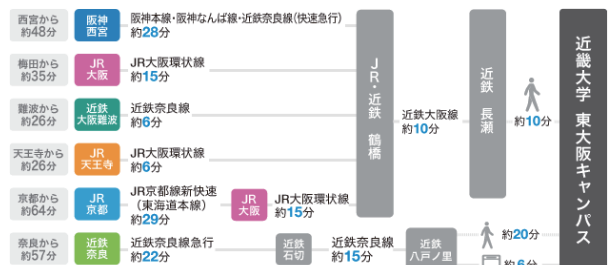 西宮から
約48分
阪神
西宮
阪神本線・阪神なんば線・近鉄奈良線(快速急行)
約28分
梅田から
約35分
JR
大阪
JR大阪環状線
約15分
難波から
約26分
近鉄
大阪難波
近鉄奈良線
約6分
天王寺から
約26分
JR
天王寺
JR大阪環状線
約6分
京都から
約64分
JR
京都
JR京都線新快速
(東海道本線)
約29分
JR
大阪
JR大阪環状線
約15分
JR・近鉄 鶴橋
近鉄大阪線
約10分
近鉄 長瀬
約10分
奈良から
約57分
近鉄
奈良
近鉄奈良線急行
約22分
近鉄
石切
近鉄奈良線
約15分
近鉄
八戸ノ里
約20分
約6分
近畿大学 東大阪キャンパス